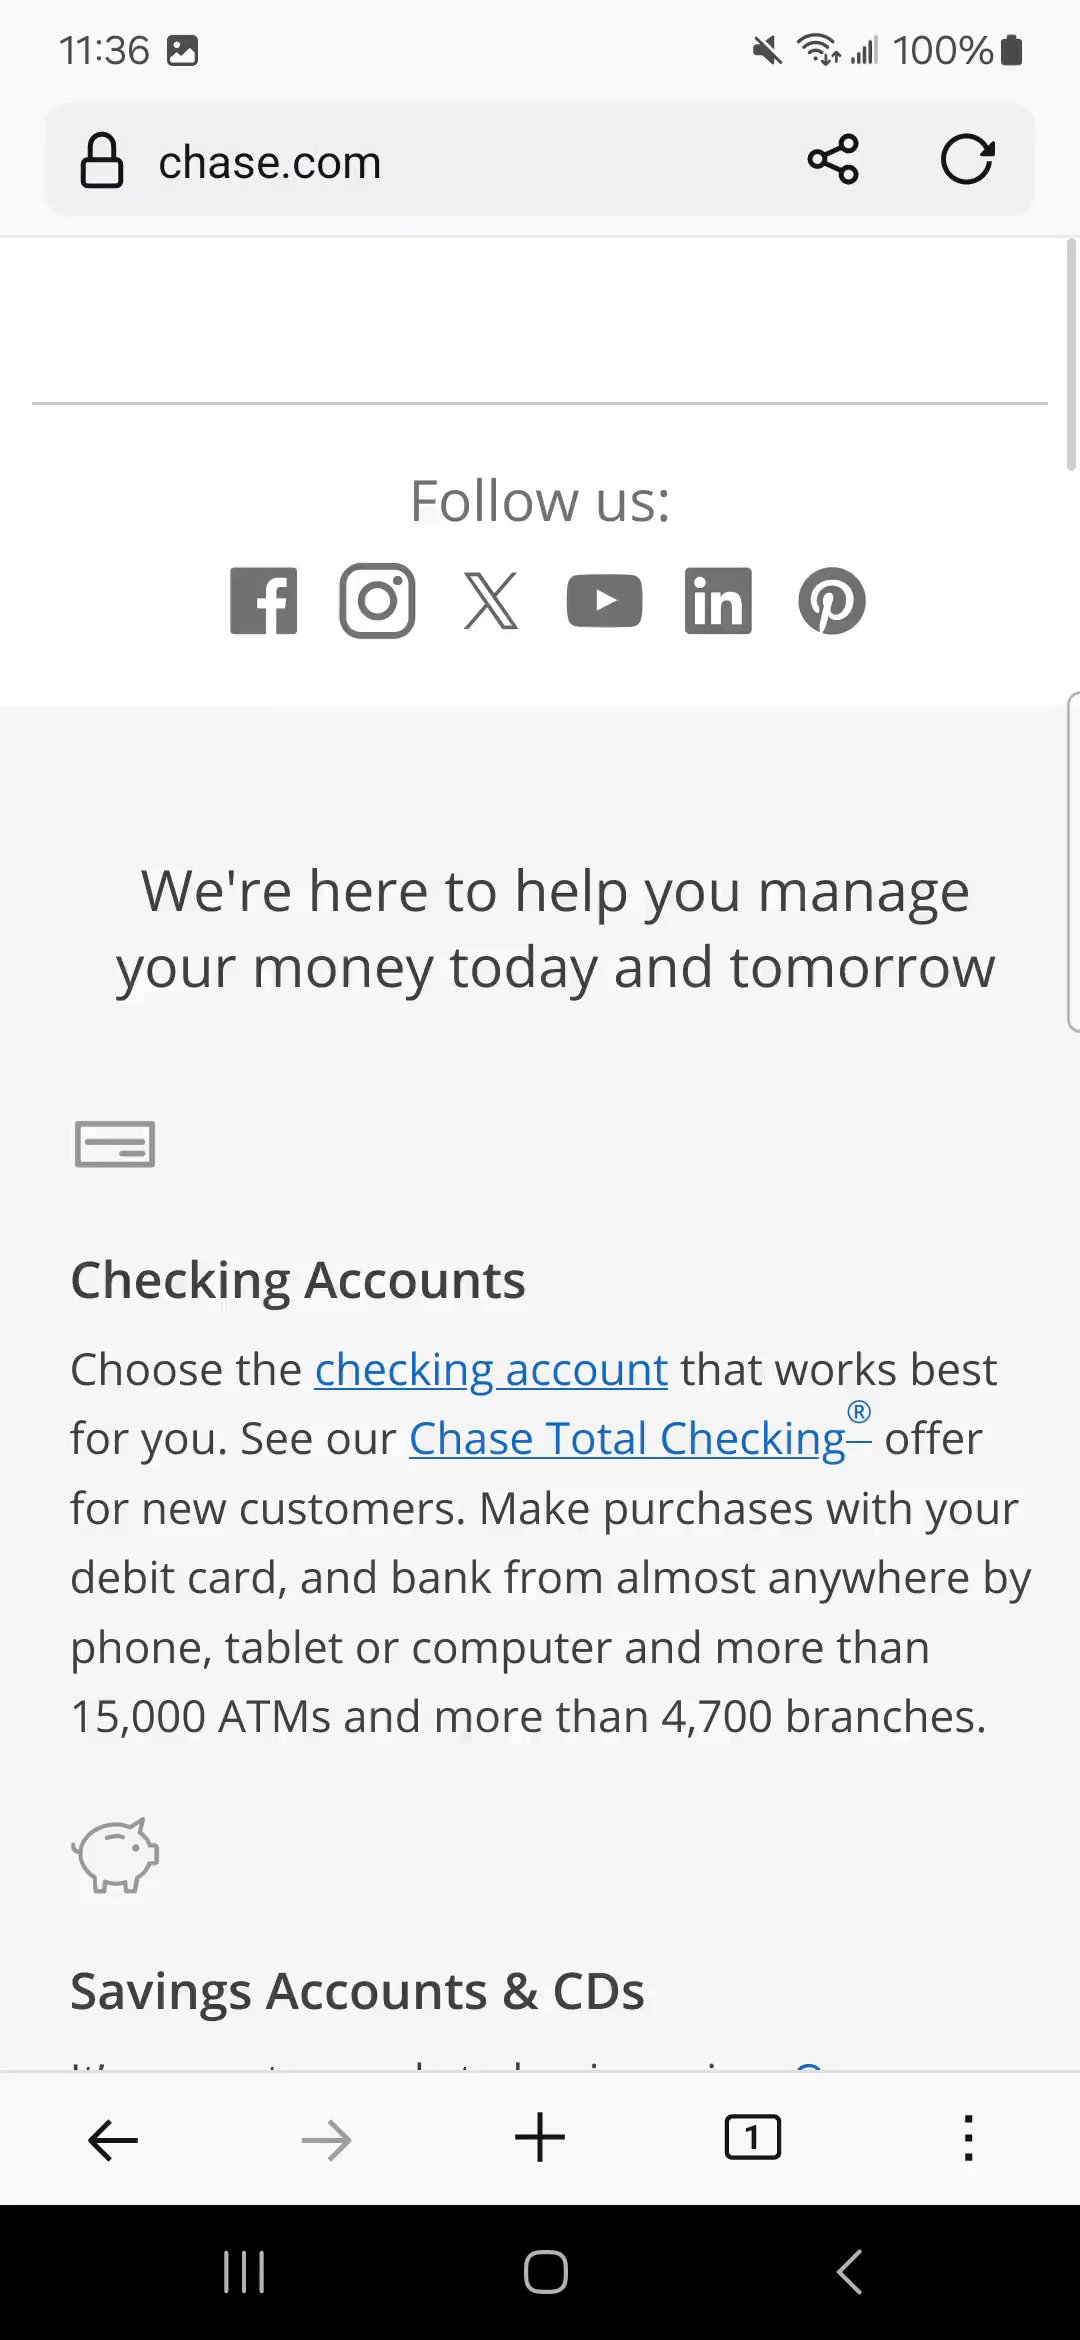 11:36
100%
chase.com
Follow us:
We're here to help you manage
your money today and tomorrow
Checking Accounts
Choose the checking account that works best
for you. See our Chase Total Checking® offer
for new customers. Make purchases with your
debit card, and bank from almost anywhere by
phone, tablet or computer and more than
15,000 ATMs and more than 4,700 branches.
Savings Accounts & CDs
1